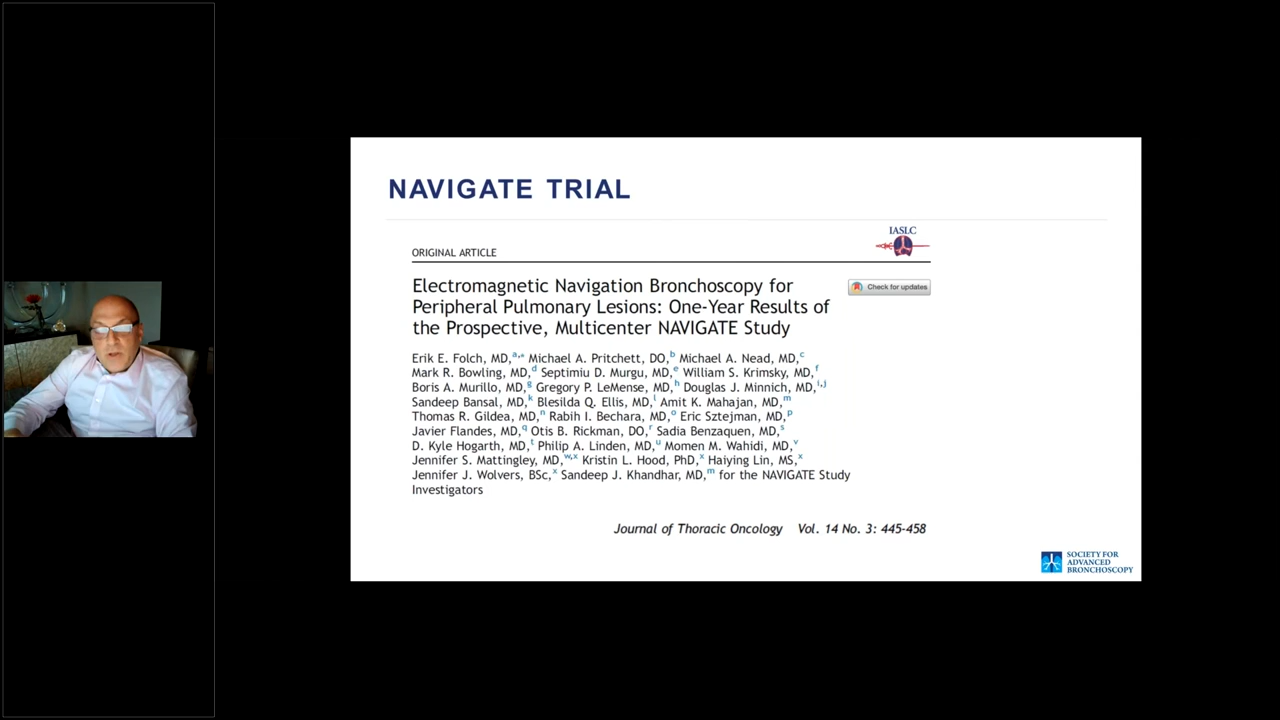 NAVIGATE TRIAL
IASLC
ORIGINAL ARTICLE
Electromagnetic Navigation Bronchoscopy for
Check for updates
Peripheral Pulmonary Lesions: One-Year Results of
the Prospective, Multicenter NAVIGATE Study
Erik E. Folch, MD,a,* Michael A. Pritchett, DO,b Michael A. Nead, MD,c
Mark R. Bowling, MD,d Septimiu D. Murgu, MD,e William S. Krimsky, MD,f
Boris A. Murillo, MD,g Gregory P. LeMense, MD,h Douglas J. Minnich, MD,i,j
Sandeep Bansal, MD,k Blesilda Q. Ellis, MD,l Amit K. Mahajan, MD,m
Thomas R. Gildea, MD,n Rabih I. Bechara, MD,o Eric Sztejman, MD,p
Javier Flandes, MD,q Otis B. Rickman, DO,r Sadia Benzaquen, MD,s
D. Kyle Hogarth, MD,t Philip A. Linden, MD,u Momen M. Wahidi, MD,v
Jennifer S. Mattingley, MD,w,x Kristin L. Hood, PhD,x Haiying Lin, MS,x
Jennifer J. Wolvers, BSc,x Sandeep J. Khandhar, MD,m for the NAVIGATE Study
Investigators
Journal of Thoracic Oncology Vol. 14 No. 3: 445-458
SOCIETY FOR
ADVANCED
BRONCHOSCOPY